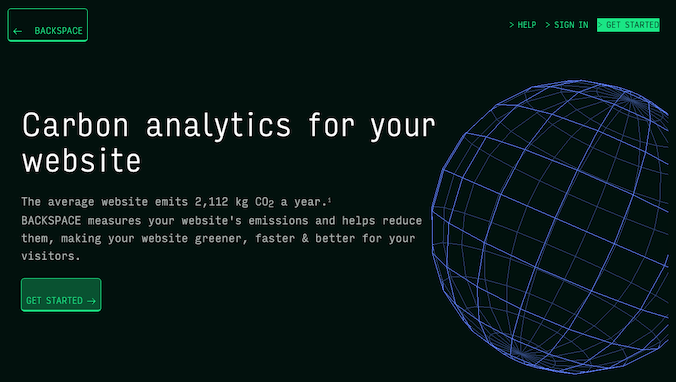 ← BACKSPACE
> HELP > SIGN IN > GET STARTED
Carbon analytics for your
website
The average website emits 2,112 kg CO₂ a year.¹
BACKSPACE measures your website's emissions and helps reduce
them, making your website greener, faster & better for your
visitors.
GET STARTED →